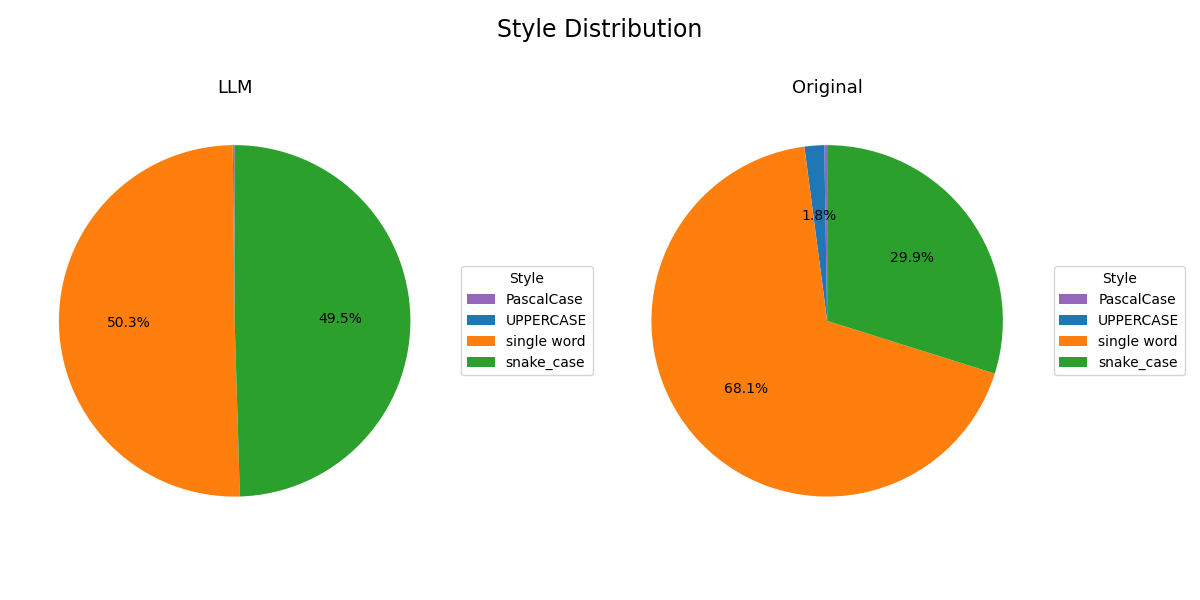 Style Distribution
LLM
50.3%
49.5%
Style
PascalCase
UPPERCASE
single word
snake_case
Original
1.8%
29.9%
68.1%
Style
PascalCase
UPPERCASE
single word
snake_case